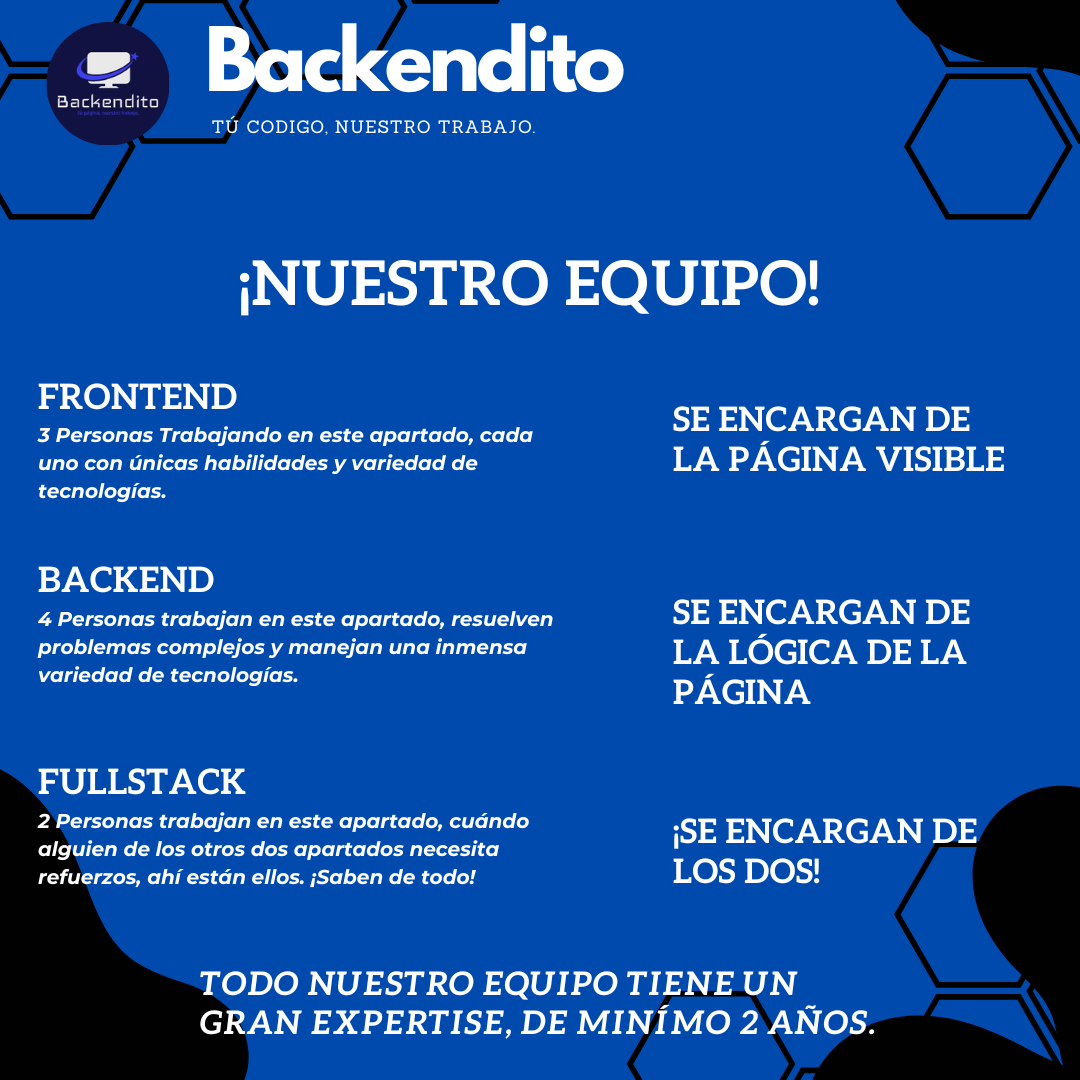 Backendito
Backendito
TÚ CODIGO, NUESTRO TRABAJO.
¡NUESTRO EQUIPO!
FRONTEND
3 Personas Trabajando en este apartado, cada
uno con únicas habilidades y variedad de
tecnologías.
SE ENCARGAN DE
LA PÁGINA VISIBLE
BACKEND
4 Personas trabajan en este apartado, resuelven
problemas complejos y manejan una inmensa
variedad de tecnologías.
SE ENCARGAN DE
LA LÓGICA DE LA
PÁGINA
FULLSTACK
2 Personas trabajan en este apartado, cuándo
alguien de los otros dos apartados necesita
refuerzos, ahí están ellos. ¡Saben de todo!
¡SE ENCARGAN DE
LOS DOS!
TODO NUESTRO EQUIPO TIENE UN
GRAN EXPERTISE, DE MINÍMO 2 AÑOS.